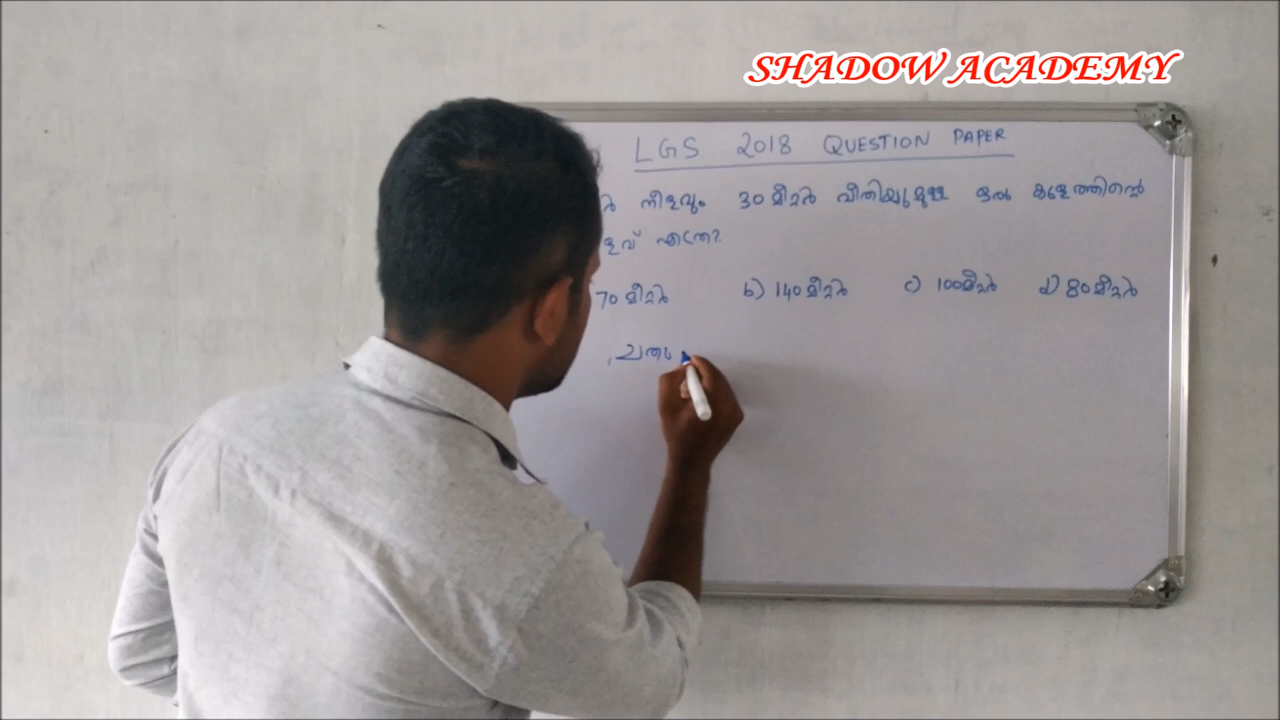 SHADOW ACADEMY
LGS 2018 QUESTION PAPER
ർ നീളവും 30 മീറ്റർ വീതിയുമുള്ള ഒരു കുളത്തിന്റെ
ളവ് എത്ര?
70 മീറ്റർ b) 140 മീറ്റർ c) 100 മീറ്റർ d) 80 മീറ്റർ
ചതു